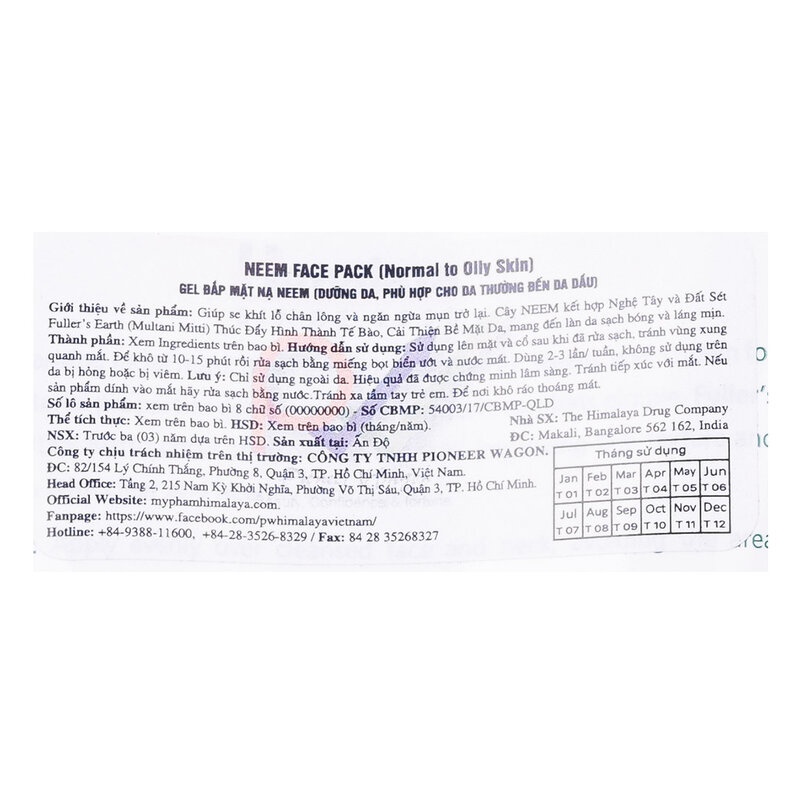 NEEM FACE PACK (Normal to Oily Skin)
GEL ĐẮP MẶT NẠ NEEM (DƯỠNG DA, PHÙ HỢP CHO DA THƯỜNG ĐẾN DA DẦU)
Giới thiệu về sản phẩm: Giúp se khít lỗ chân lông và ngăn ngừa mụn trở lại. Cây NEEM kết hợp Nghệ Tây và Đất Sét
Fuller's Earth (Multani Mitti) Thúc Đẩy Hình Thành Tế Bào, Cải Thiện Bề Mặt Da, mang đến làn da sạch bóng và láng mịn.
Thành phần: Xem Ingredients trên bao bì. Hướng dẫn sử dụng: Sử dụng lên mặt và cổ sau khi đã rửa sạch, tránh vùng xung
quanh mắt. Để khô từ 10-15 phút rồi rửa sạch bằng miếng bọt biển ướt và nước mát. Dùng 2-3 lần/ tuần, không sử dụng trên
da bị hỏng hoặc bị viêm. Lưu ý: Chỉ sử dụng ngoài da. Hiệu quả đã được chứng minh lâm sàng. Tránh tiếp xúc với mắt. Nếu
sản phẩm dính vào mắt hãy rửa sạch bằng nước.Tránh xa tầm tay trẻ em. Để nơi khô ráo thoáng mát.
Số lô sản phẩm: xem trên bao bì 8 chữ số (00000000) - Số CBMP: 54003/17/CBMP-QLD
Thể tích thực: Xem trên bao bì. HSD: Xem trên bao bì (tháng/năm).
Nhà SX: The Himalaya Drug Company
NSX: Trước ba (03) năm dựa trên HSD. Sản xuất tại: Ấn Độ
ĐC: Makali, Bangalore 562 162, India
Công ty chịu trách nhiệm trên thị trường: CÔNG TY TNHH PIONEER WAGON.
ĐC: 82/154 Lý Chính Thắng, Phường 8, Quận 3, TP. Hồ Chí Minh, Việt Nam.
Head Office: Tầng 2, 215 Nam Kỳ Khởi Nghĩa, Phường Võ Thị Sáu, Quận 3, TP. Hồ Chí Minh.
Official Website: myphamhimalaya.com.
Fanpage: https://www.facebook.com/pwhimalayavietnam/
Hotline: +84-9388-11600, +84-28-3526-8329 / Fax: 84 28 35268327
Tháng sử dụng
Jan Feb Mar Apr May Jun
T 01 T 02 T 03 T 04 T 05 T 06
Jul Aug Sep Oct Nov Dec
T 07 T 08 T 09 T 10 T 11 T 12